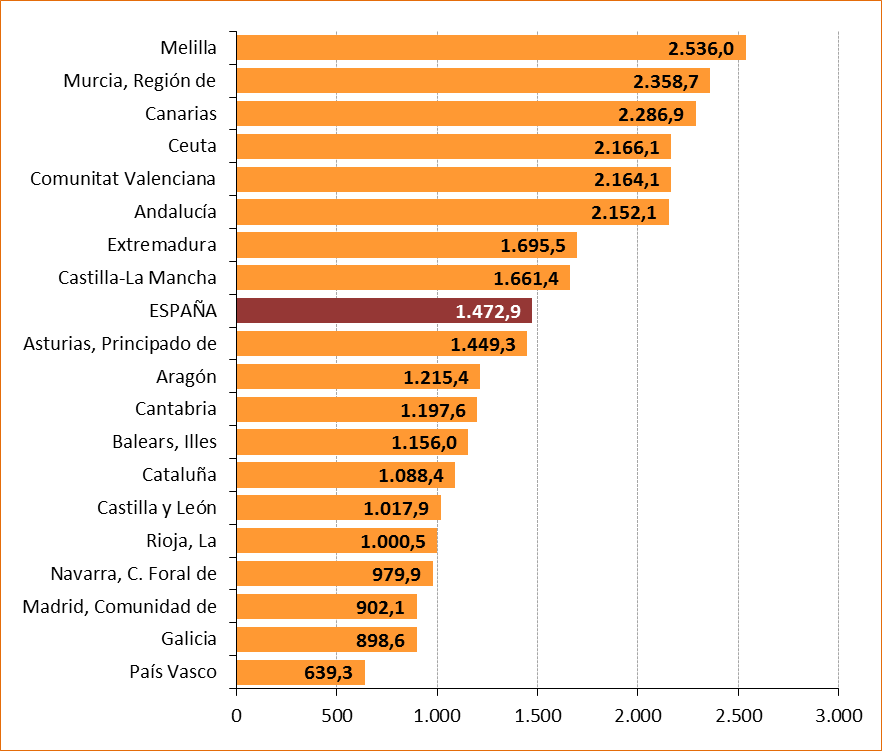 Melilla 2.536,0
Murcia, Región de 2.358,7
Canarias 2.286,9
Ceuta 2.166,1
Comunitat Valenciana 2.164,1
Andalucía 2.152,1
Extremadura 1.695,5
Castilla-La Mancha 1.661,4
ESPAÑA 1.472,9
Asturias, Principado de 1.449,3
Aragón 1.215,4
Cantabria 1.197,6
Balears, Illes 1.156,0
Cataluña 1.088,4
Castilla y León 1.017,9
Rioja, La 1.000,5
Navarra, C. Foral de 979,9
Madrid, Comunidad de 902,1
Galicia 898,6
País Vasco 639,3
0 500 1.000 1.500 2.000 2.500 3.000